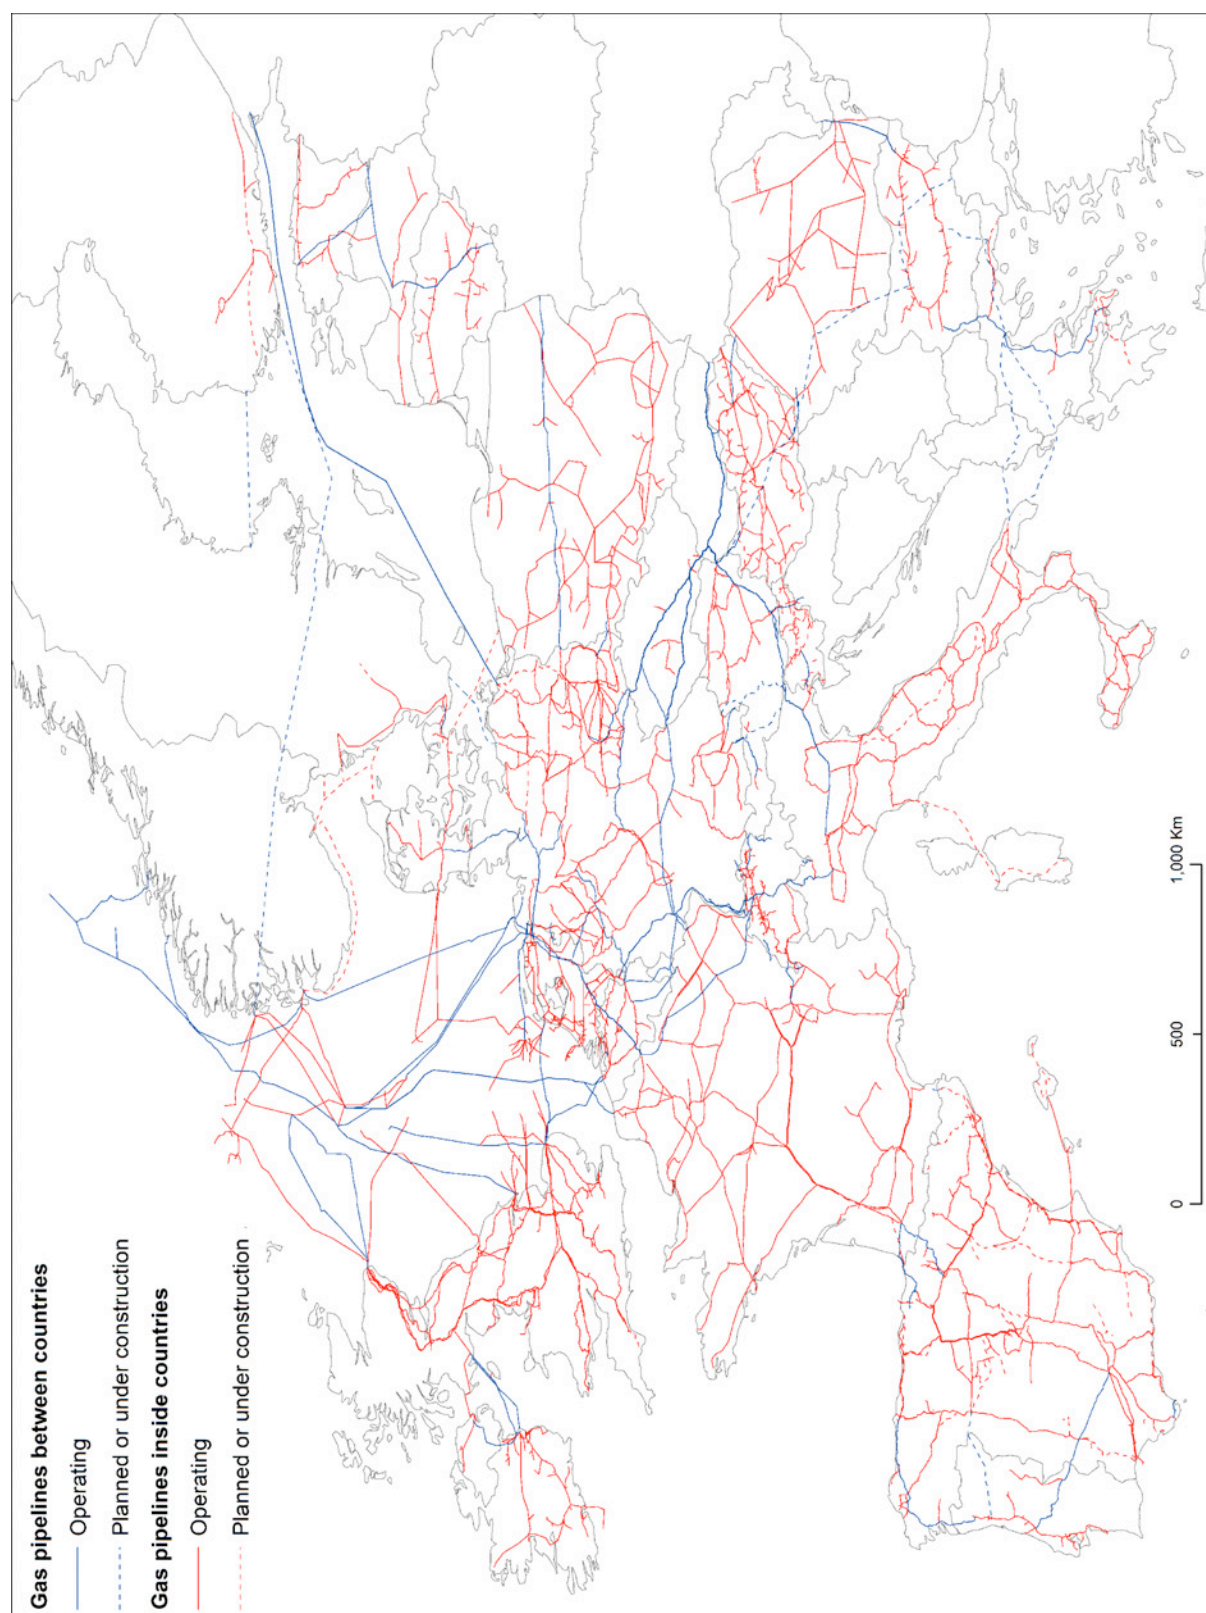 Gas pipelines between countries
Operating
Planned or under construction
Gas pipelines inside countries
Operating
Planned or under construction
0 500 1,000 Km